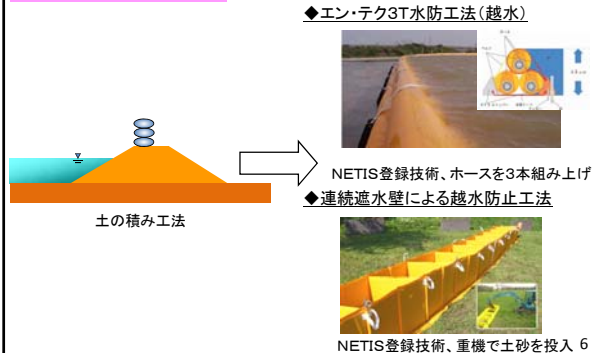 ◆エン・テク3T水防工法(越水)
NETIS登録技術、ホースを3本組み上げ
土の積み工法
◆連続遮水壁による越水防止工法
NETIS登録技術、重機で土砂を投入 6